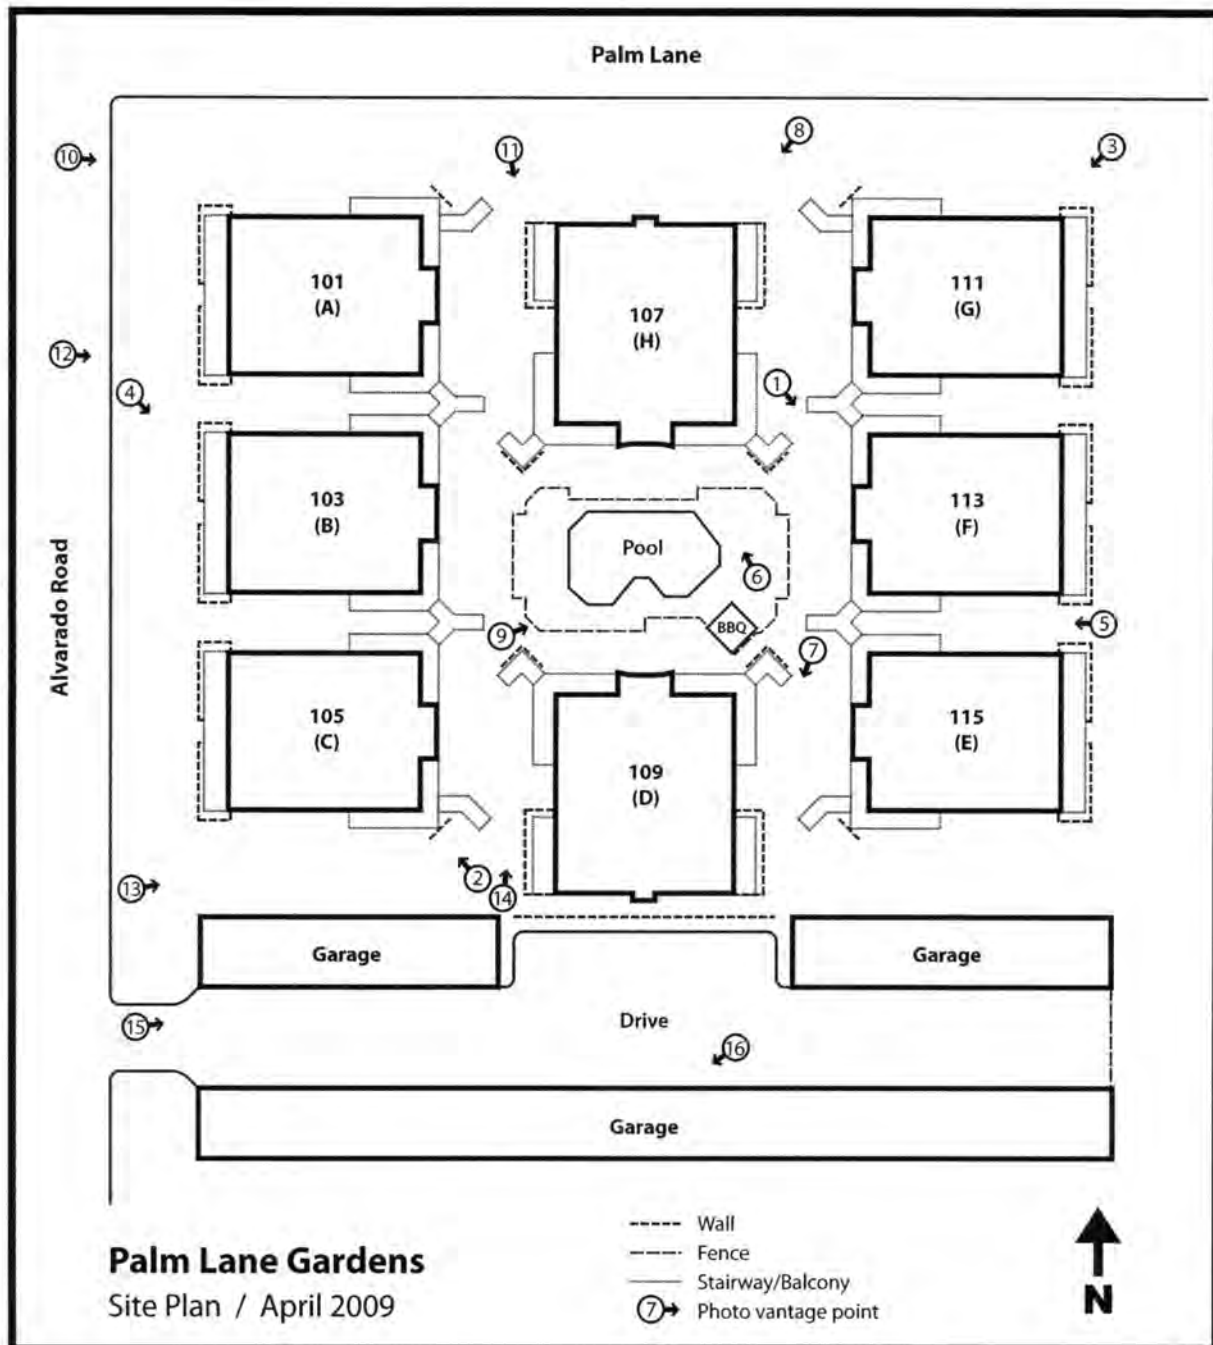 Palm Lane
8
3
11
10
101
(A)
111
(G)
107
(H)
12
4
1
103
(B)
113
(F)
Pool
6
Alvarado Road
9
BBQ
5
7
105
(C)
115
(E)
109
(D)
2
13
14
Garage
Garage
15
Drive
16
Garage
Wall
Fence
Stairway/Balcony
7 Photo vantage point
Palm Lane Gardens
Site Plan / April 2009
N